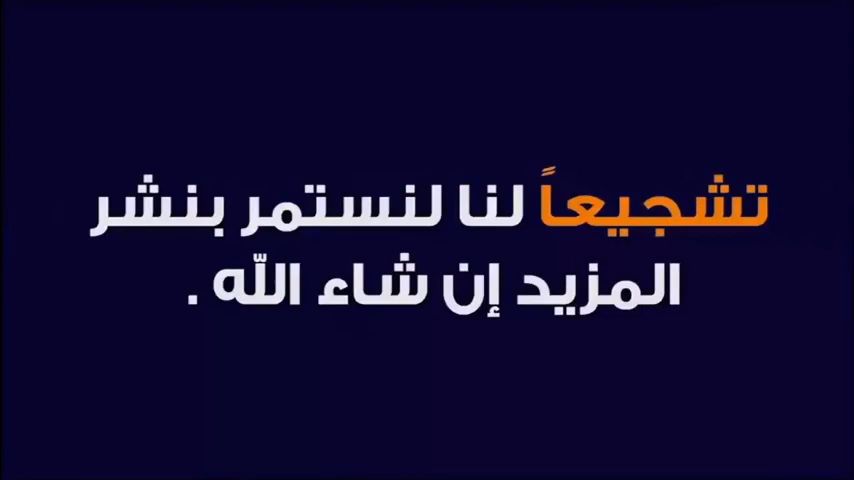 تشجيعاً لنا لنستمر بنشر
المزيد إن شاء الله .